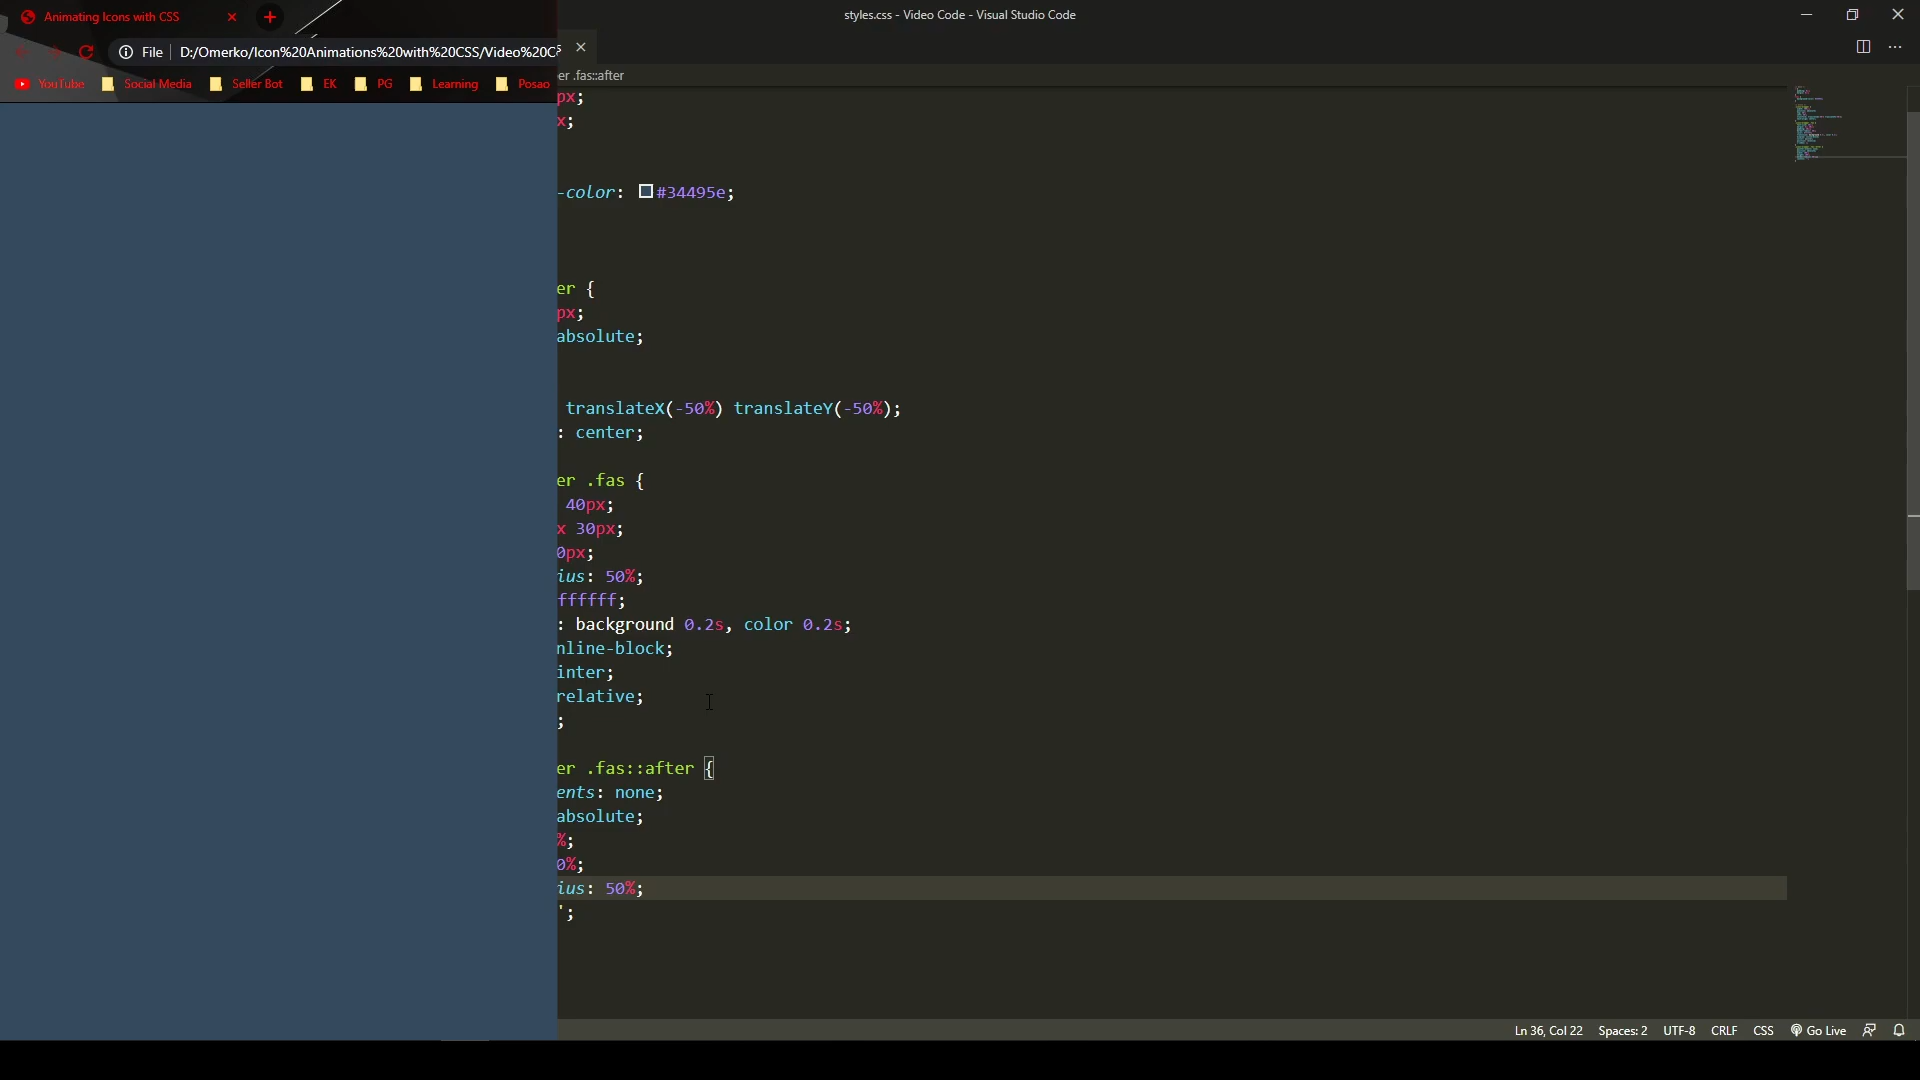 Animating Icons with CSS
styles.css - Video Code - Visual Studio Code
File D:/Omerko/Icon%20Animations%20with%20CSS/Video%20C
YouTube Social Media Seller Bot EK PG Learning Posao
er .fas::after
px;
x;
-color: #34495e;
er {
px;
absolute;
translateX(-50%) translateY(-50%);
: center;
er .fas {
40px;
x 30px;
0px;
ius: 50%;
ffffff;
: background 0.2s, color 0.2s;
nline-block;
inter;
relative;
;
er .fas::after {
ents: none;
absolute;
%;
0%;
ius: 50%;
';
Ln 36, Col 22 Spaces: 2 UTF-8 CRLF CSS Go Live